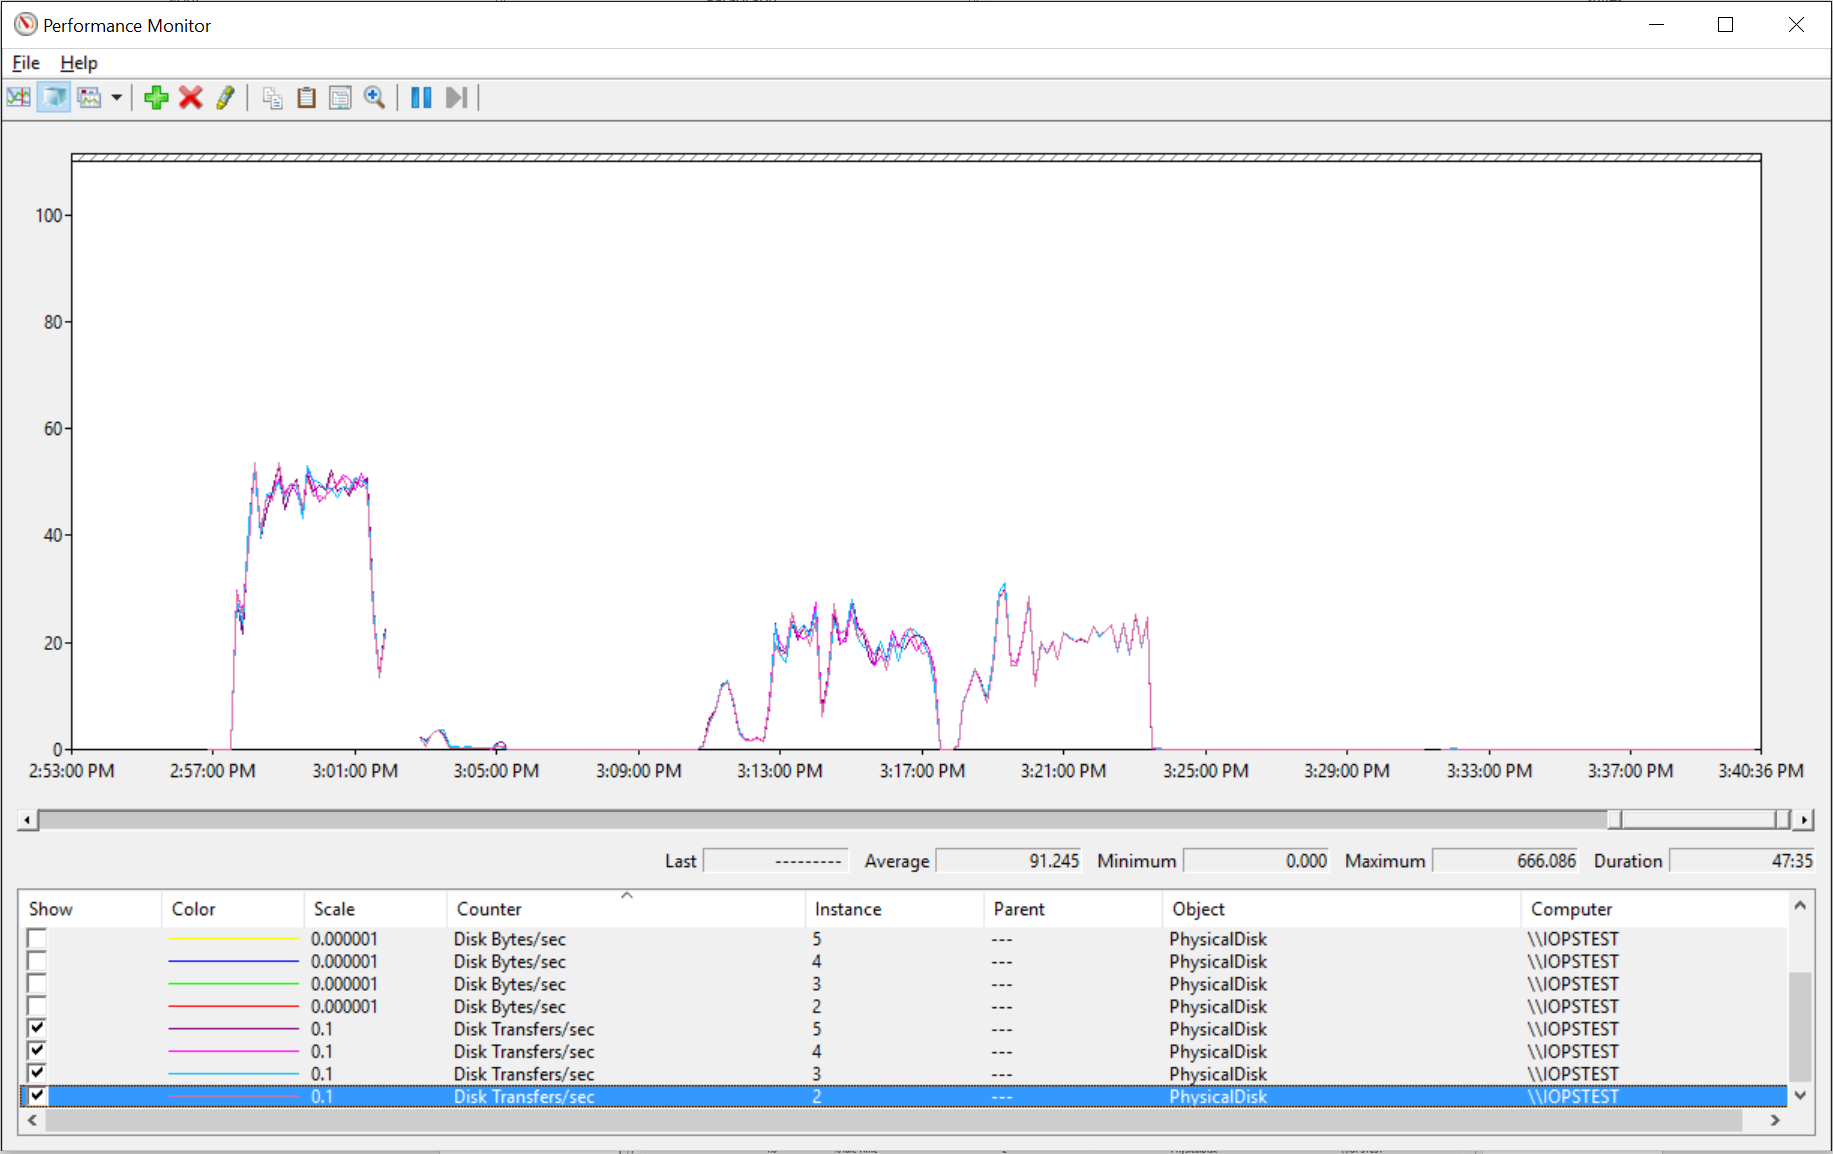 Performance Monitor
File Help
100
80
60
40
20
0
2:53:00 PM 2:57:00 PM 3:01:00 PM 3:05:00 PM 3:09:00 PM 3:13:00 PM 3:17:00 PM 3:21:00 PM 3:25:00 PM 3:29:00 PM 3:33:00 PM 3:37:00 PM 3:40:36 PM
Last --------- Average 91.245 Minimum 0.000 Maximum 666.086 Duration 47:35
Show Color Scale Counter Instance Parent Object Computer
0.000001 Disk Bytes/sec 5 --- PhysicalDisk \\IOPSTEST
0.000001 Disk Bytes/sec 4 --- PhysicalDisk \\IOPSTEST
0.000001 Disk Bytes/sec 3 --- PhysicalDisk \\IOPSTEST
0.000001 Disk Bytes/sec 2 --- PhysicalDisk \\IOPSTEST
0.1 Disk Transfers/sec 5 --- PhysicalDisk \\IOPSTEST
0.1 Disk Transfers/sec 4 --- PhysicalDisk \\IOPSTEST
0.1 Disk Transfers/sec 3 --- PhysicalDisk \\IOPSTEST
0.1 Disk Transfers/sec 2 --- PhysicalDisk \\IOPSTEST